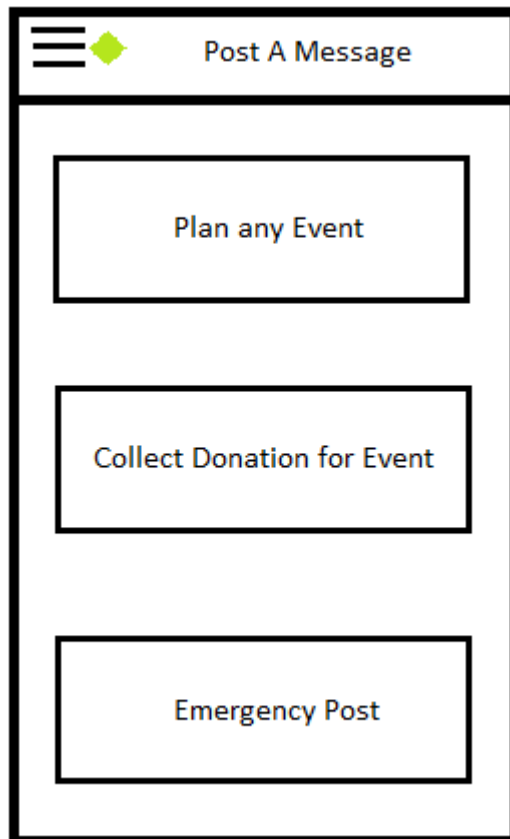 Post A Message
Plan any Event
Collect Donation for Event
Emergency Post